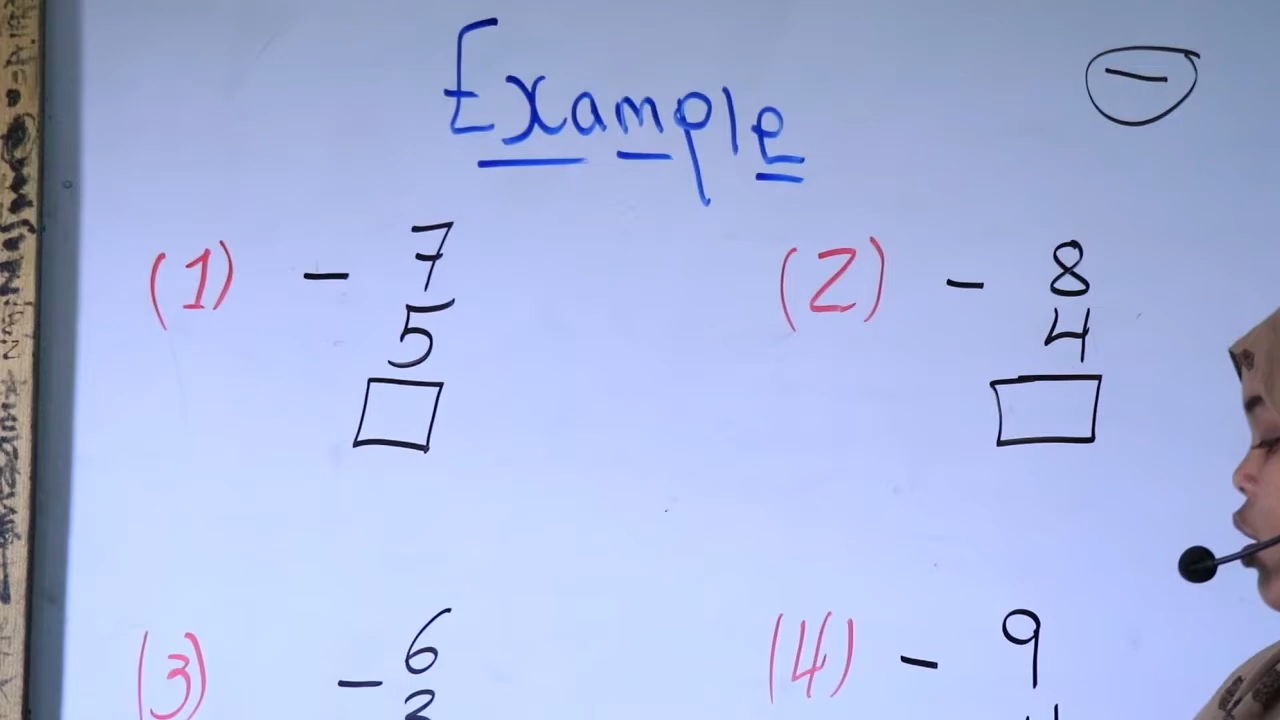 Example
−
(1) - 7
5
(2) - 8
4
(3) - 6
(4) - 9